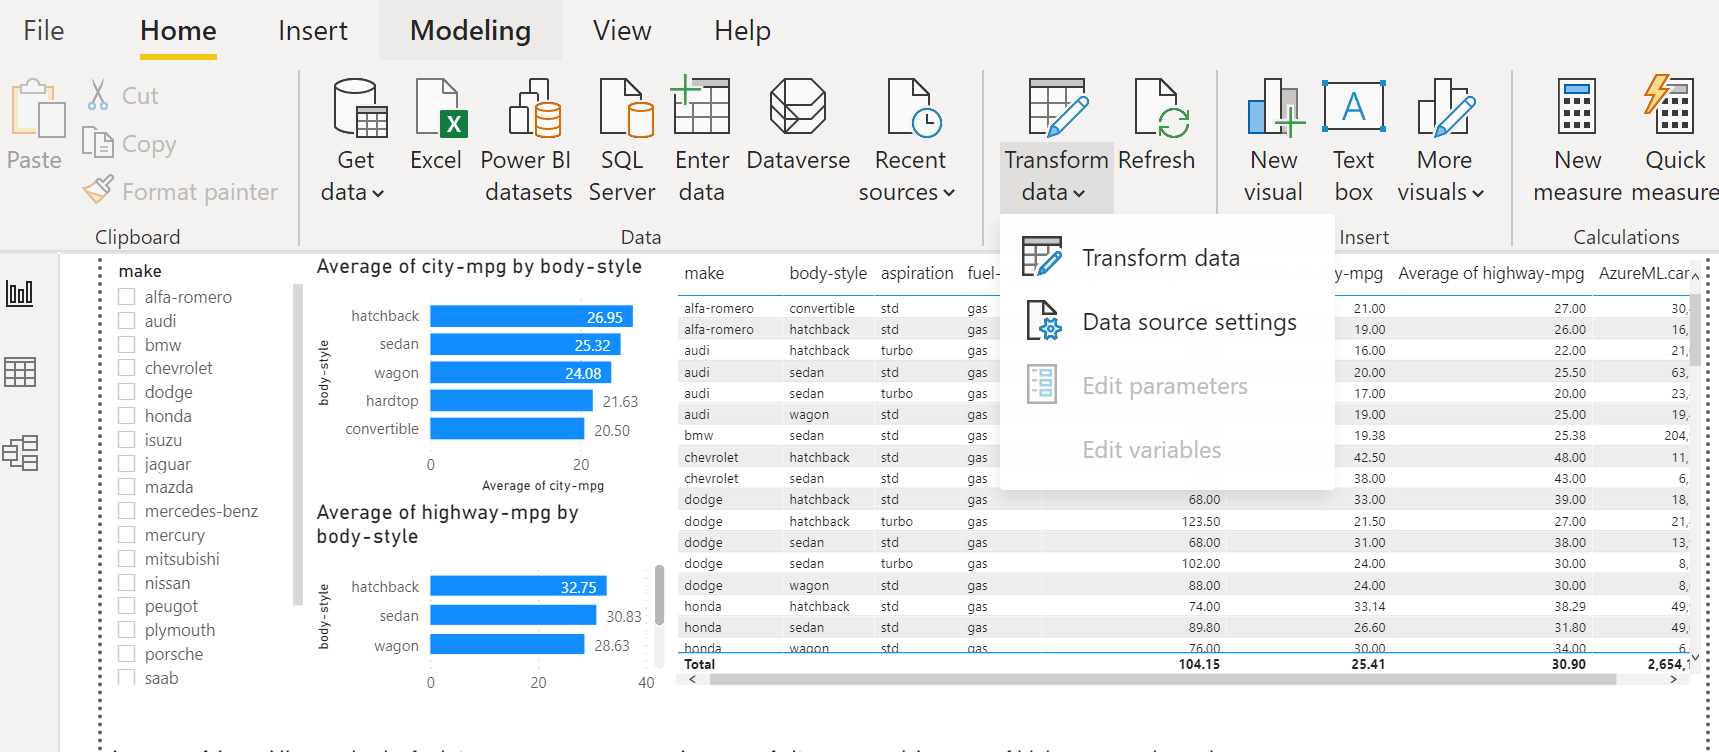 File Home Insert Modeling View Help
Paste
Cut
Copy
Format painter
Clipboard
Get data
Excel
Power BI datasets
SQL Server
Enter data
Dataverse
Recent sources
Data
Transform data
Refresh
New visual
Text box
A
More visuals
Insert
New measure
Quick measure
Calculations
Transform data
Data source settings
Edit parameters
Edit variables
make
alfa-romero
audi
bmw
chevrolet
dodge
honda
isuzu
jaguar
mazda
mercedes-benz
mercury
mitsubishi
nissan
peugot
plymouth
porsche
saab
Average of city-mpg by body-style
body-style
hatchback 26.95
sedan 25.32
wagon 24.08
hardtop 21.63
convertible 20.50
0 20
Average of city-mpg
Average of highway-mpg by
body-style
body-style
hatchback 32.75
sedan 30.83
wagon 28.63
0 20 40
make body-style aspiration fuel- y-mpg Average of highway-mpg AzureML.car
alfa-romero convertible std gas 21.00 27.00 30,
alfa-romero hatchback std gas 19.00 26.00 16,
audi hatchback turbo gas 16.00 22.00 21,
audi sedan std gas 20.00 25.50 63,
audi sedan turbo gas 17.00 20.00 23,
audi wagon std gas 19.00 25.00 19,
bmw sedan std gas 19.38 25.38 204,
chevrolet hatchback std gas 42.50 48.00 11,
chevrolet sedan std gas 38.00 43.00 6,
dodge hatchback std gas 68.00 33.00 39.00 18,
dodge hatchback turbo gas 123.50 21.50 27.00 21,
dodge sedan std gas 68.00 31.00 38.00 13,
dodge sedan turbo gas 102.00 24.00 30.00 8,
dodge wagon std gas 88.00 24.00 30.00 8,
honda hatchback std gas 74.00 33.14 38.29 49,
honda sedan std gas 89.80 26.60 31.80 49,
honda wagon std gas 76.00 30.00 34.00 6
Total 104.15 25.41 30.90 2,654,1